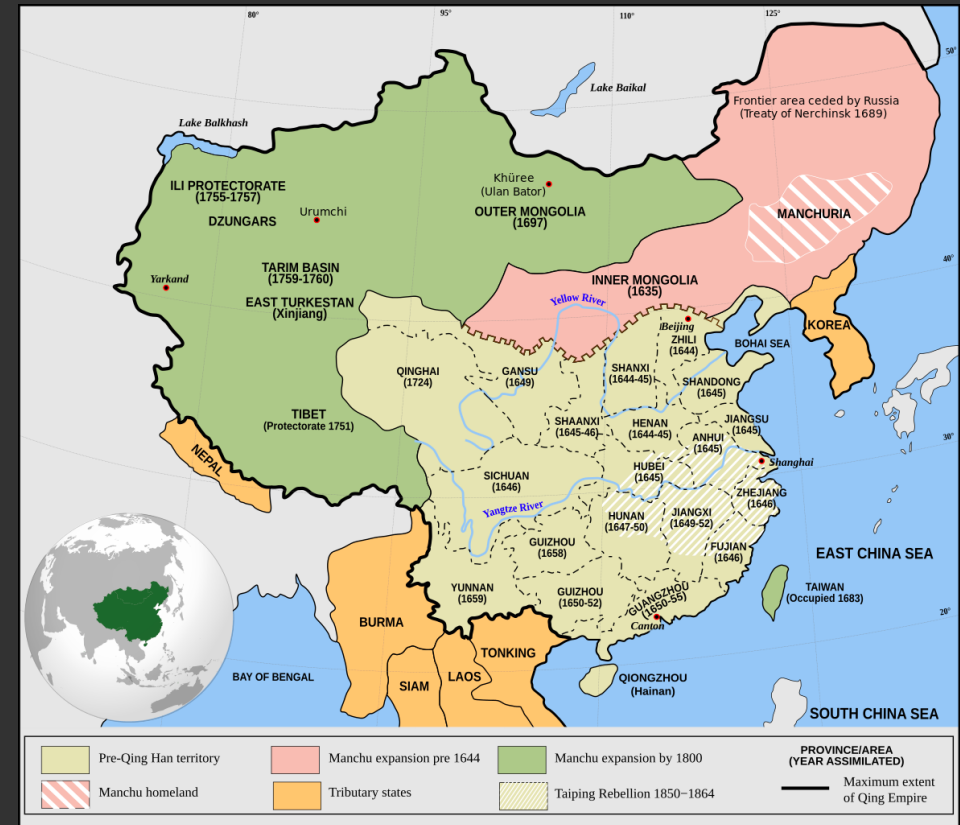 80°
95°
110°
125°
50°
Lake Baikal
Frontier area ceded by Russia
(Treaty of Nerchinsk 1689)
Lake Balkhash
ILI PROTECTORATE
(1755-1757)
DZUNGARS
Urumchi
Khüree
(Ulan Bator)
OUTER MONGOLIA
(1697)
MANCHURIA
40°
Yarkand
TARIM BASIN
(1759-1760)
EAST TURKESTAN
(Xinjiang)
INNER MONGOLIA
(1635)
Yellow River
Beijing
ZHILI
(1644)
KOREA
BOHAI SEA
QINGHAI
(1724)
GANSU
(1649)
SHANXI
(1644-45)
SHANDONG
(1645)
TIBET
(Protectorate 1751)
SHAANXI
(1645-46)
HENAN
(1644-45)
JIANGSU
(1645)
ANHUI
(1645)
30°
NEPAL
SICHUAN
(1646)
HUBEI
(1645)
Shanghai
ZHEJIANG
(1646)
Yangtze River
HUNAN
(1647-50)
JIANGXI
(1649-52)
GUIZHOU
(1658)
FUJIAN
(1646)
EAST CHINA SEA
YUNNAN
(1659)
GUIZHOU
(1650-52)
GUANGZHOU
(1650-55)
Canton
TAIWAN
(Occupied 1683)
20°
BURMA
TONKING
BAY OF BENGAL
SIAM
LAOS
QIONGZHOU
(Hainan)
SOUTH CHINA SEA
Pre-Qing Han territory
Manchu expansion pre 1644
Manchu expansion by 1800
PROVINCE/AREA
(YEAR ASSIMILATED)
Manchu homeland
Tributary states
Taiping Rebellion 1850−1864
Maximum extent
of Qing Empire